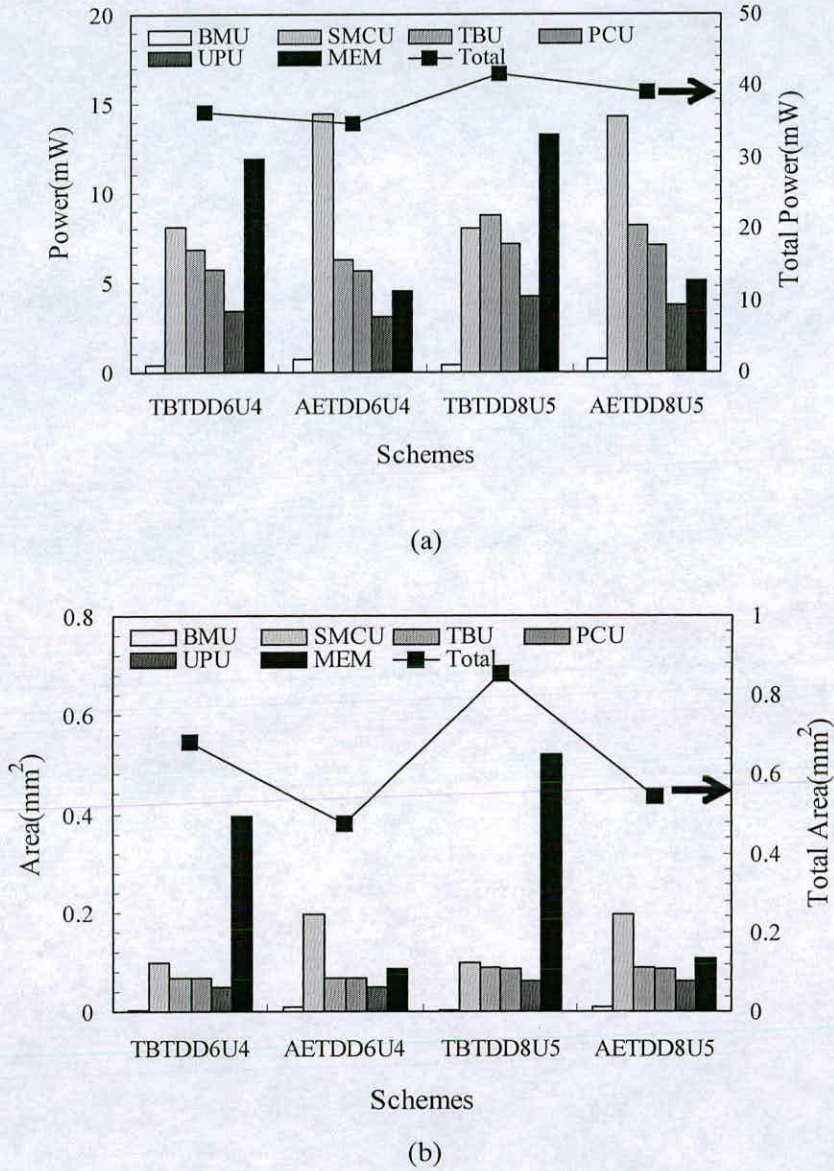 20
15
10
5
0
Power(mW)
BMU SMCU TBU PCU
UPU MEM Total
50
40
30
20
10
0
Total Power(mW)
TBTDD6U4 AETDD6U4 TBTDD8U5 AETDD8U5
Schemes
(a)
0.8
0.6
0.4
0.2
0
Area(mm²)
BMU SMCU TBU PCU
UPU MEM Total
1
0.8
0.6
0.4
0.2
0
Total Area(mm²)
TBTDD6U4 AETDD6U4 TBTDD8U5 AETDD8U5
Schemes
(b)